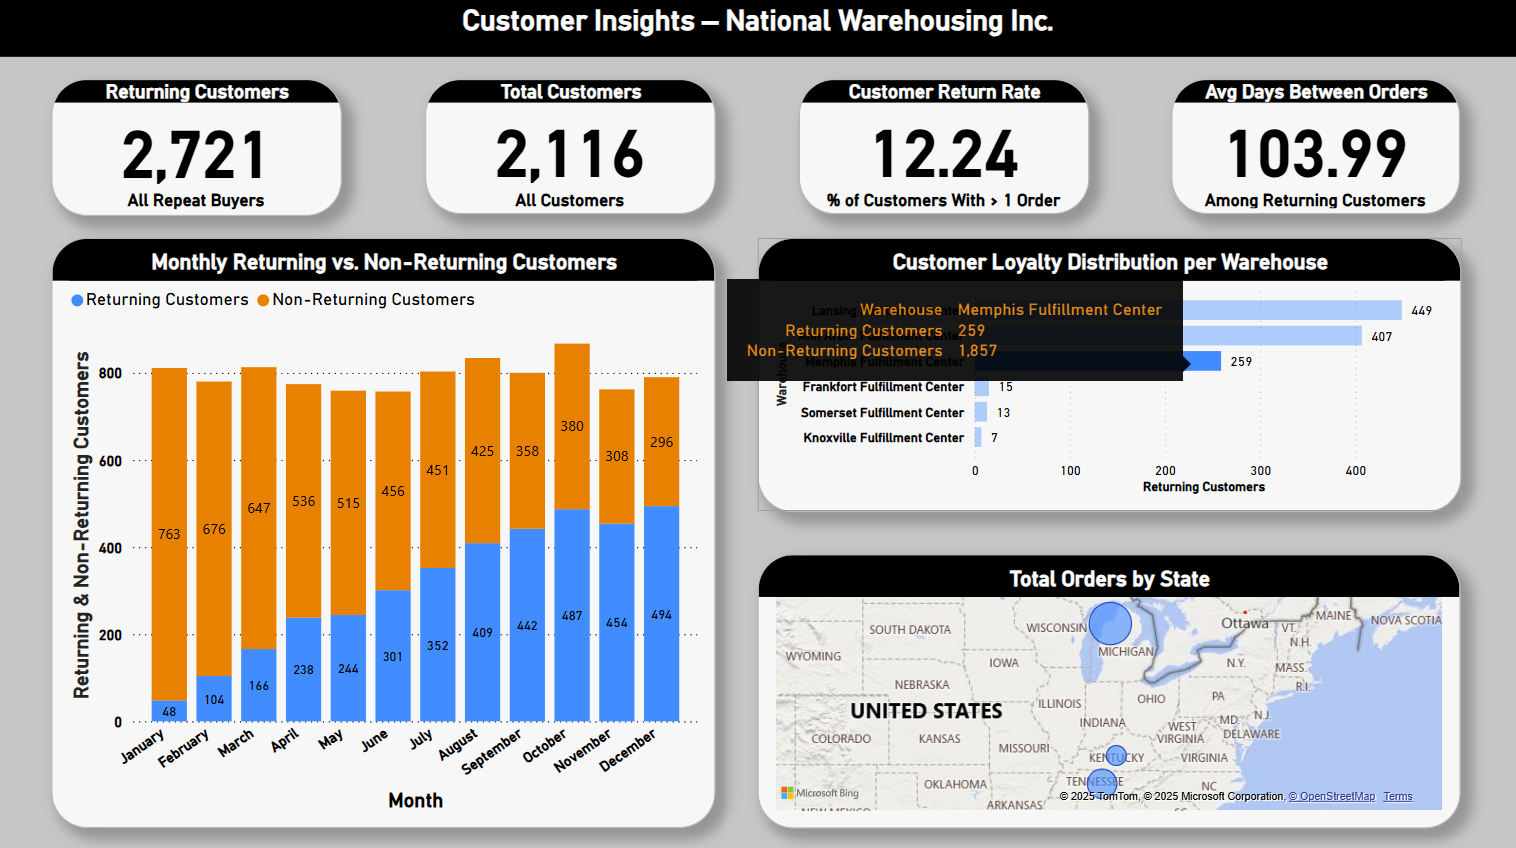 Customer Insights – National Warehousing Inc.
Returning Customers
2,721
All Repeat Buyers
Total Customers
2,116
All Customers
Customer Return Rate
12.24
% of Customers With > 1 Order
Avg Days Between Orders
103.99
Among Returning Customers
Monthly Returning vs. Non-Returning Customers
Returning Customers
Non-Returning Customers
Returning & Non-Returning Customers
800
600
400
200
0
763
676
647
536
515
456
451
425
358
380
308
296
48
104
166
238
244
301
352
409
442
487
454
494
January
February
March
April
May
June
July
August
September
October
November
December
Month
Customer Loyalty Distribution per Warehouse
Warehouse Memphis Fulfillment Center
Returning Customers 259
Non-Returning Customers 1,857
Warehouse
Lansing
449
407
Memphis Fulfillment Center
259
Frankfort Fulfillment Center
15
Somerset Fulfillment Center
13
Knoxville Fulfillment Center
7
0
100
200
300
400
Returning Customers
Total Orders by State
SOUTH DAKOTA
WISCONSIN
Ottawa
VT.
MAINE
NOVA SCOTIA
N.H.
WYOMING
IOWA
MICHIGAN
N.Y.
MASS.
NEBRASKA
R.I.
ILLINOIS
OHIO
PA
UNITED STATES
INDIANA
WEST VIRGINIA
MD.
N.J.
DELAWARE
COLORADO
KANSAS
MISSOURI
KENTUCKY
VIRGINIA
OKLAHOMA
TENNESSEE
NC
Microsoft Bing
ARKANSAS
NEW MEXICO
© 2025 TomTom, © 2025 Microsoft Corporation, © OpenStreetMap Terms